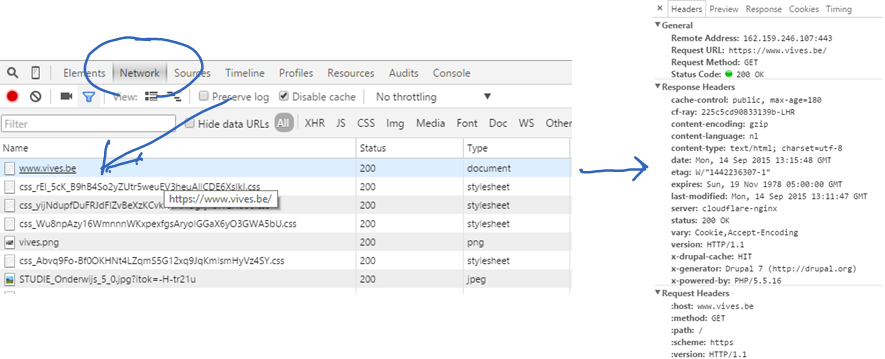 Elements Network Sources Timeline Profiles Resources Audits Console
View: Preserve log Disable cache No throttling
Filter Hide data URLs All XHR JS CSS Img Media Font Doc WS Other
Name Status Type
www.vives.be 200 document
200 stylesheet
https://www.vives.be/
200 stylesheet
css_Wu8npAzy16WmnnnWKxpexfgsAryolGGaX6yO3GWA5bU.css 200 stylesheet
vives.png 200 png
css_Abvq9Fo-Bf0OKHNt4LZqmS5G12xq9JqKmlsmHyVz4SY.css 200 stylesheet
STUDIE_Onderwijs_5_0.jpg?itok=-H-tr21u 200 jpeg
× Headers Preview Response Cookies Timing
General
Remote Address: 162.159.246.107:443
Request URL: https://www.vives.be/
Request Method: GET
Status Code: 200 OK
Response Headers
cache-control: public, max-age=180
cf-ray: 225c5cd90833139b-LHR
content-encoding: gzip
content-language: nl
content-type: text/html; charset=utf-8
date: Mon, 14 Sep 2015 13:15:48 GMT
etag: W/"1442236307-1"
expires: Sun, 19 Nov 1978 05:00:00 GMT
last-modified: Mon, 14 Sep 2015 13:11:47 GMT
server: cloudflare-nginx
status: 200 OK
vary: Cookie,Accept-Encoding
version: HTTP/1.1
x-drupal-cache: HIT
x-generator: Drupal 7 (http://drupal.org)
x-powered-by: PHP/5.5.16
Request Headers
:host: www.vives.be
:method: GET
:path: /
:scheme: https
:version: HTTP/1.1